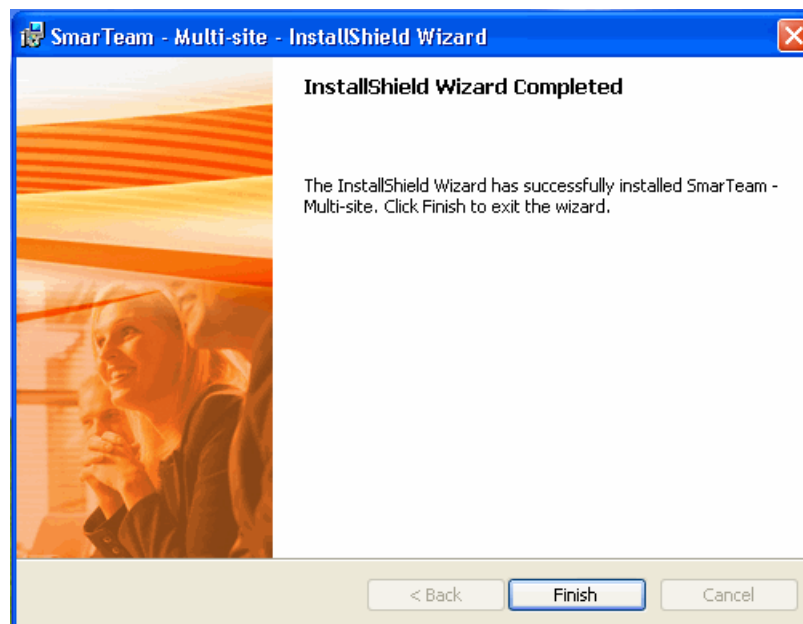 SmarTeam - Multi-site - InstallShield Wizard
InstallShield Wizard Completed
The InstallShield Wizard has successfully installed SmarTeam -
Multi-site. Click Finish to exit the wizard.
< Back Finish Cancel